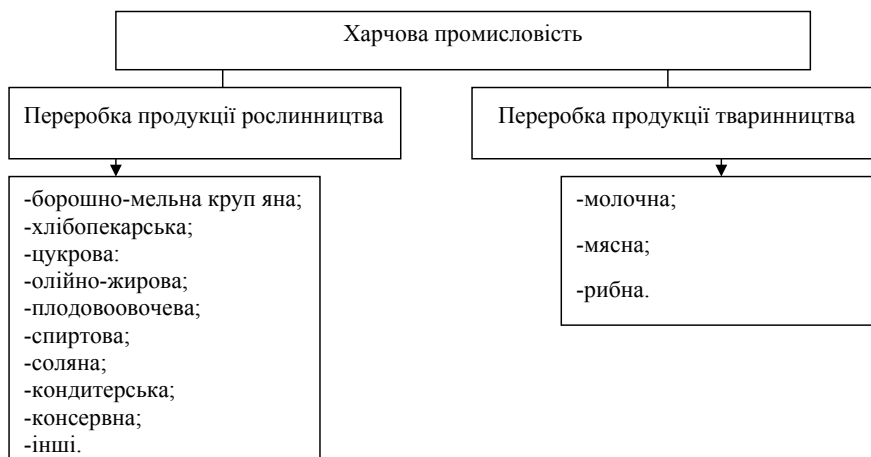 Харчова промисловість
Переробка продукції рослинництва
Переробка продукції тваринництва
-борошно-мельна круп яна;
-хлібопекарська;
-цукрова:
-олійно-жирова;
-плодовоовочева;
-спиртова;
-соляна;
-кондитерська;
-консервна;
-інші.
-молочна;
-мясна;
-рибна.